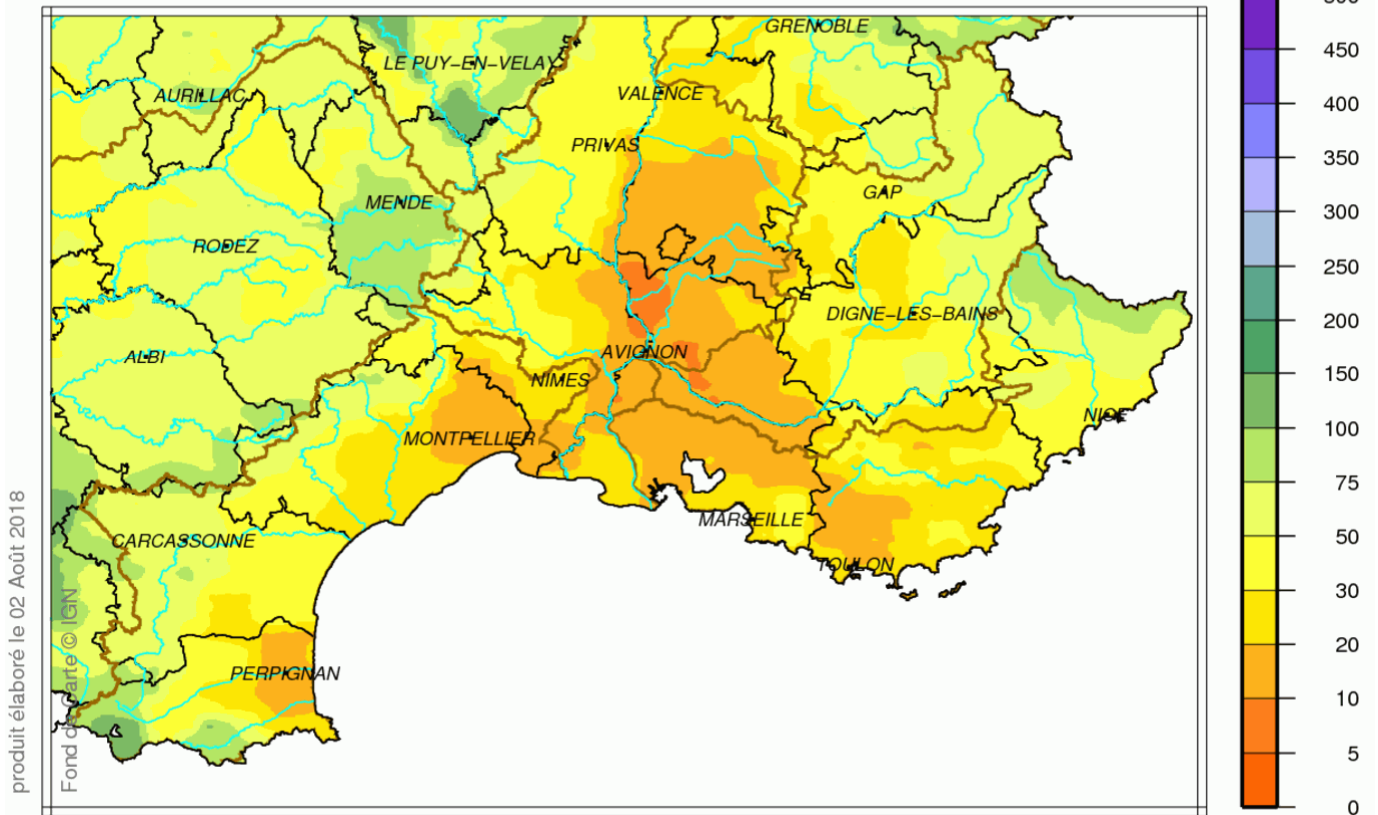 GRENOBLE
LE PUY-EN-VELAY
VALENCE
AURILLAC
PRIVAS
GAP
MENDE
RODEZ
DIGNE-LES-BAINS
AVIGNON
ALBI
NIMES
NICE
MONTPELLIER
MARSEILLE
CARCASSONNE
TOULON
PERPIGNAN
450
400
350
300
250
200
150
100
75
50
30
20
10
5
0
produit élaboré le 02 Août 2018
Fond de Carte © IGN